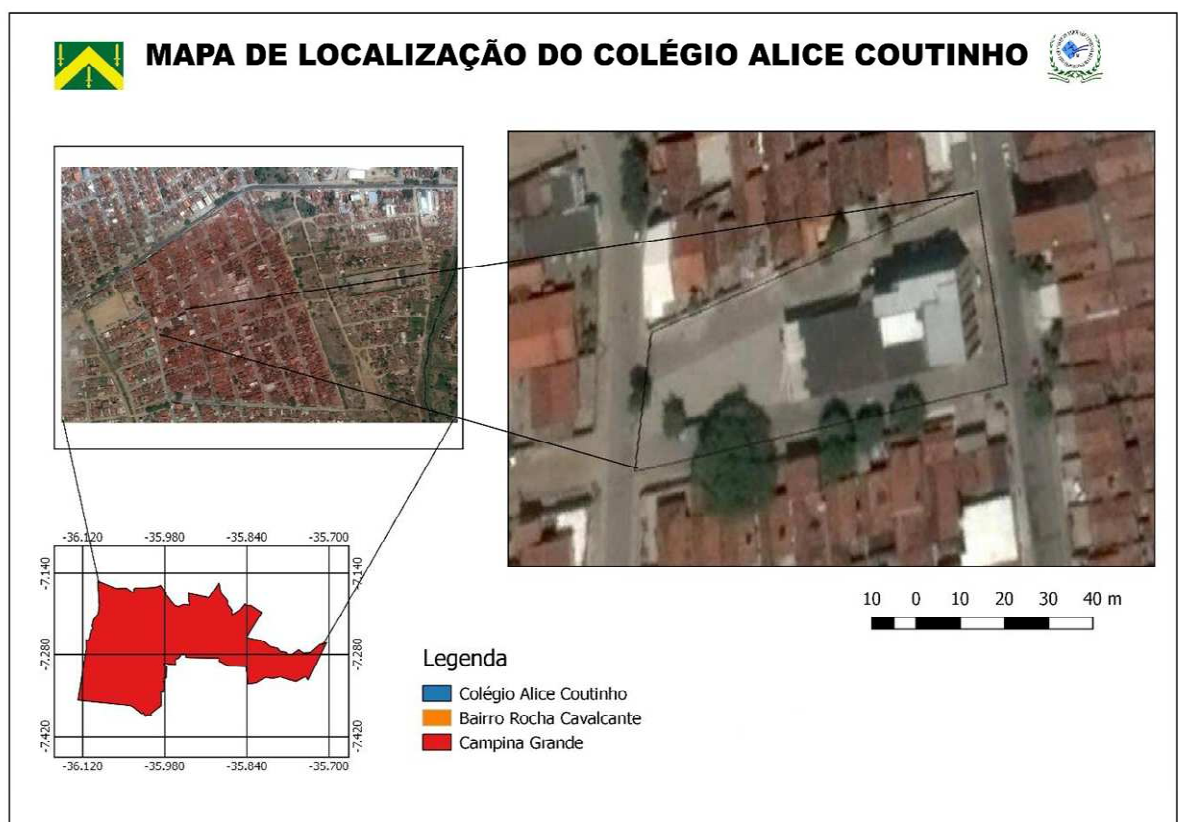 MAPA DE LOCALIZAÇÃO DO COLÉGIO ALICE COUTINHO
-36.120 -35.980 -35.840 -35.700
-7.140 -7.140
-7.280 -7.280
-7.420 -7.420
-36.120 -35.980 -35.840 -35.700
10 0 10 20 30 40 m
Legenda
Colégio Alice Coutinho
Bairro Rocha Cavalcante
Campina Grande